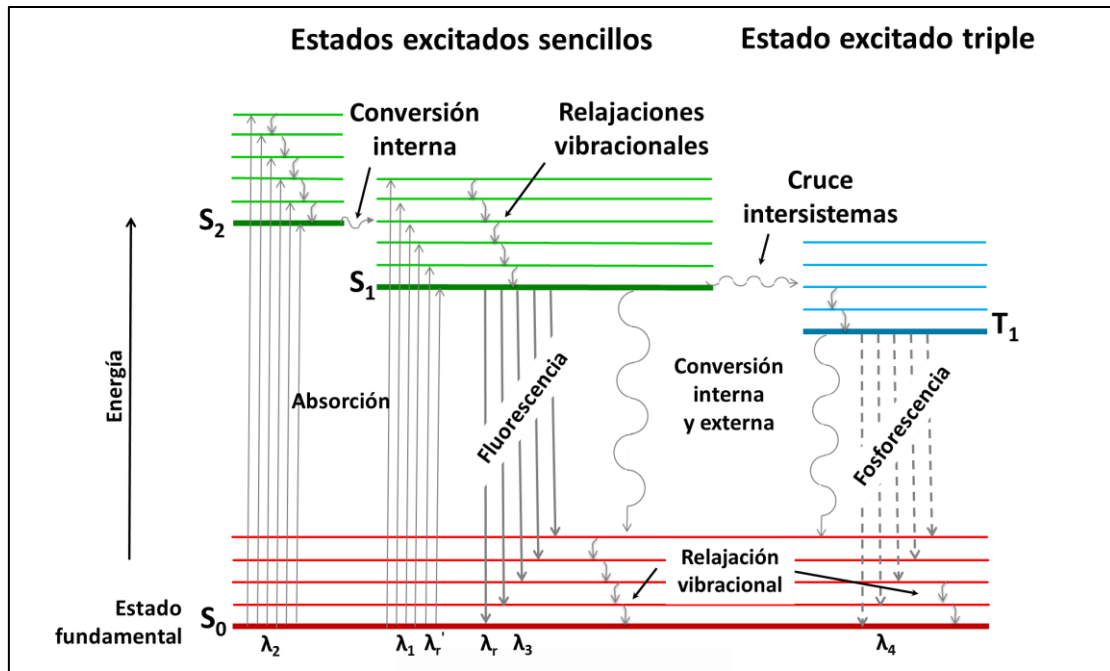 Estados excitados sencillos
Estado excitado triple
Conversión
interna
Relajaciones
vibracionales
Cruce
intersistemas
S2
S1
T1
Energía
Absorción
Fluorescencia
Conversión
interna
y externa
Fosforescencia
Relajación
vibracional
Estado
fundamental
S0
λ2
λ1
λr'
λr
λ3
λ4